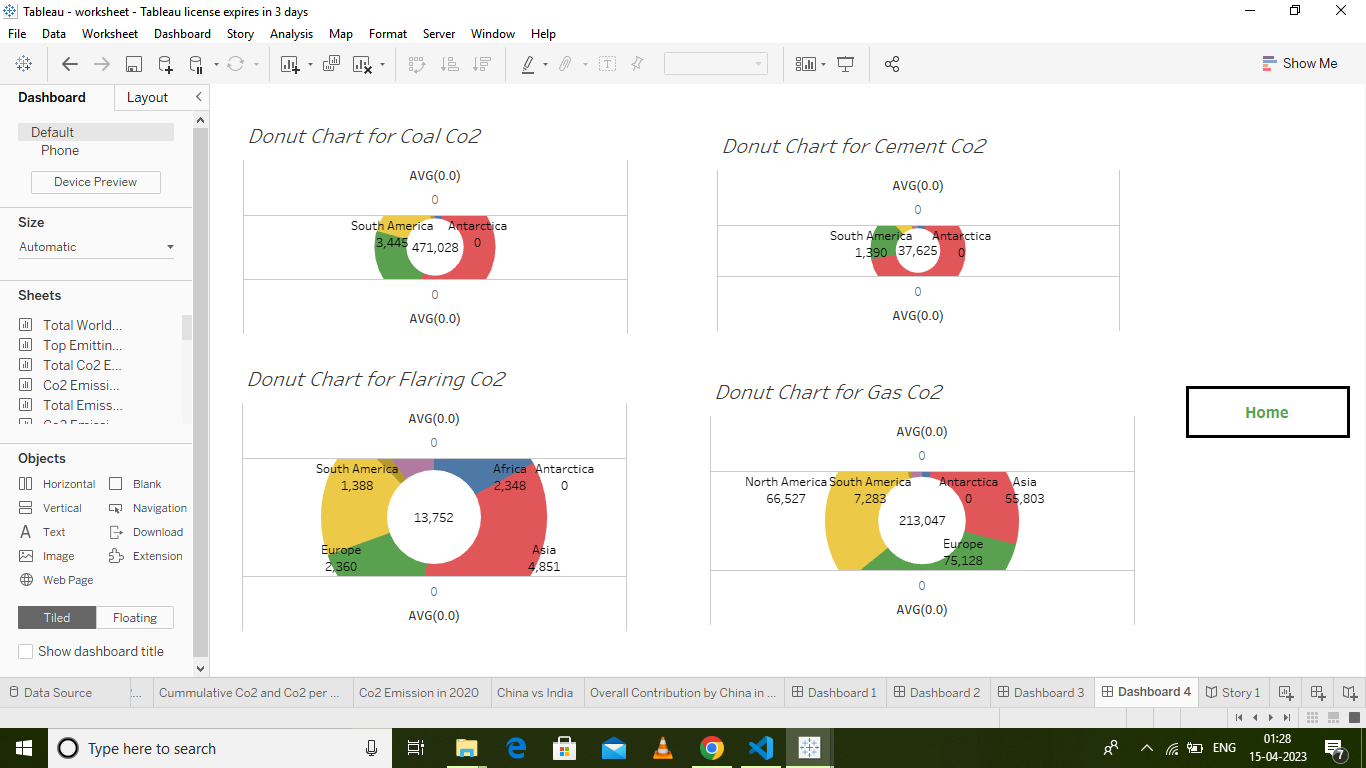 Tableau - worksheet - Tableau license expires in 3 days
File Data Worksheet Dashboard Story Analysis Map Format Server Window Help
Show Me
Dashboard Layout
Default
Phone
Device Preview
Size
Automatic
Sheets
Total World...
Top Emittin...
Total Co2 E...
Co2 Emissi...
Total Emiss...
Co2 Emissi...
Objects
Horizontal Blank
Vertical Navigation
Text Download
Image Extension
Web Page
Tiled Floating
Show dashboard title
Donut Chart for Coal Co2
AVG(0.0)
0
South America Antarctica
3,445 471,028 0
0
AVG(0.0)
Donut Chart for Cement Co2
AVG(0.0)
0
South America Antarctica
1,390 37,625 0
0
AVG(0.0)
Donut Chart for Flaring Co2
AVG(0.0)
0
South America Africa Antarctica
1,388 2,348 0
13,752
Europe Asia
2,360 4,851
0
AVG(0.0)
Donut Chart for Gas Co2
AVG(0.0)
0
North America South America Antarctica Asia
66,527 7,283 0 55,803
213,047
Europe
75,128
0
AVG(0.0)
Home
Data Source ... Cummulative Co2 and Co2 per ... Co2 Emission in 2020 China vs India Overall Contribution by China in ... Dashboard 1 Dashboard 2 Dashboard 3 Dashboard 4 Story 1
Type here to search
ENG
01:28
15-04-2023
7